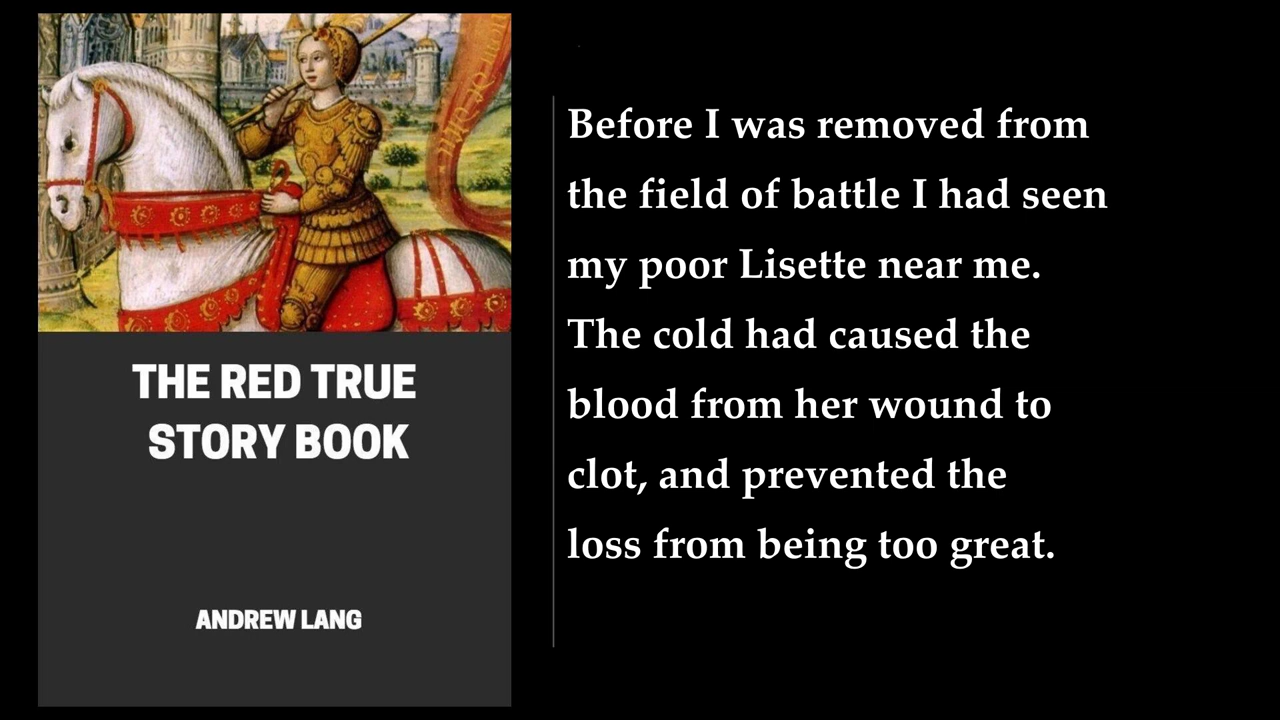 THE RED TRUE
STORY BOOK
ANDREW LANG
Before I was removed from
the field of battle I had seen
my poor Lisette near me.
The cold had caused the
blood from her wound to
clot, and prevented the
loss from being too great.